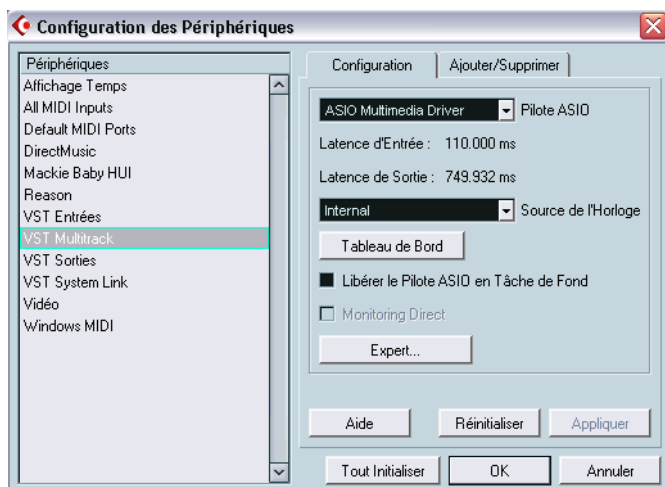 Configuration des Périphériques
Périphériques
Affichage Temps
All MIDI Inputs
Default MIDI Ports
DirectMusic
Mackie Baby HUI
Reason
VST Entrées
VST Multitrack
VST Sorties
VST System Link
Vidéo
Windows MIDI
Configuration
Ajouter/Supprimer
ASIO Multimedia Driver Pilote ASIO
Latence d'Entrée : 110.000 ms
Latence de Sortie : 749.932 ms
Internal Source de l'Horloge
Tableau de Bord
Libérer le Pilote ASIO en Tâche de Fond
Monitoring Direct
Expert...
Aide Réinitialiser Appliquer
Tout Initialiser OK Annuler